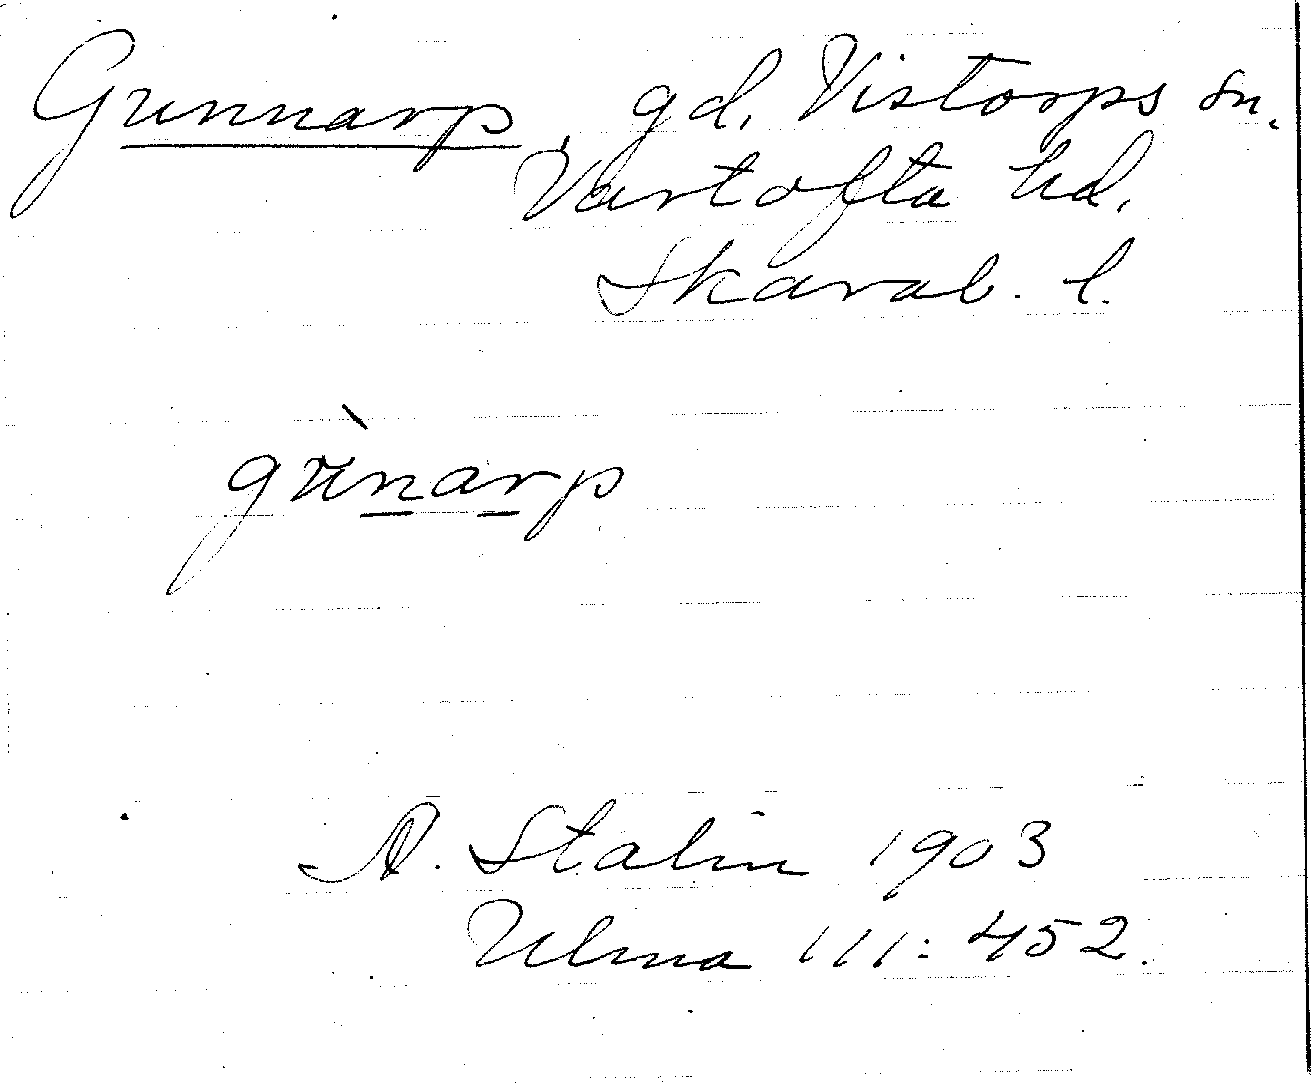 Gunnarp, gd, Vistorps sn.
Vartofta hd,
Skarab. l.
gùnarp
A. Stalin 1903
Ulma 111:452.